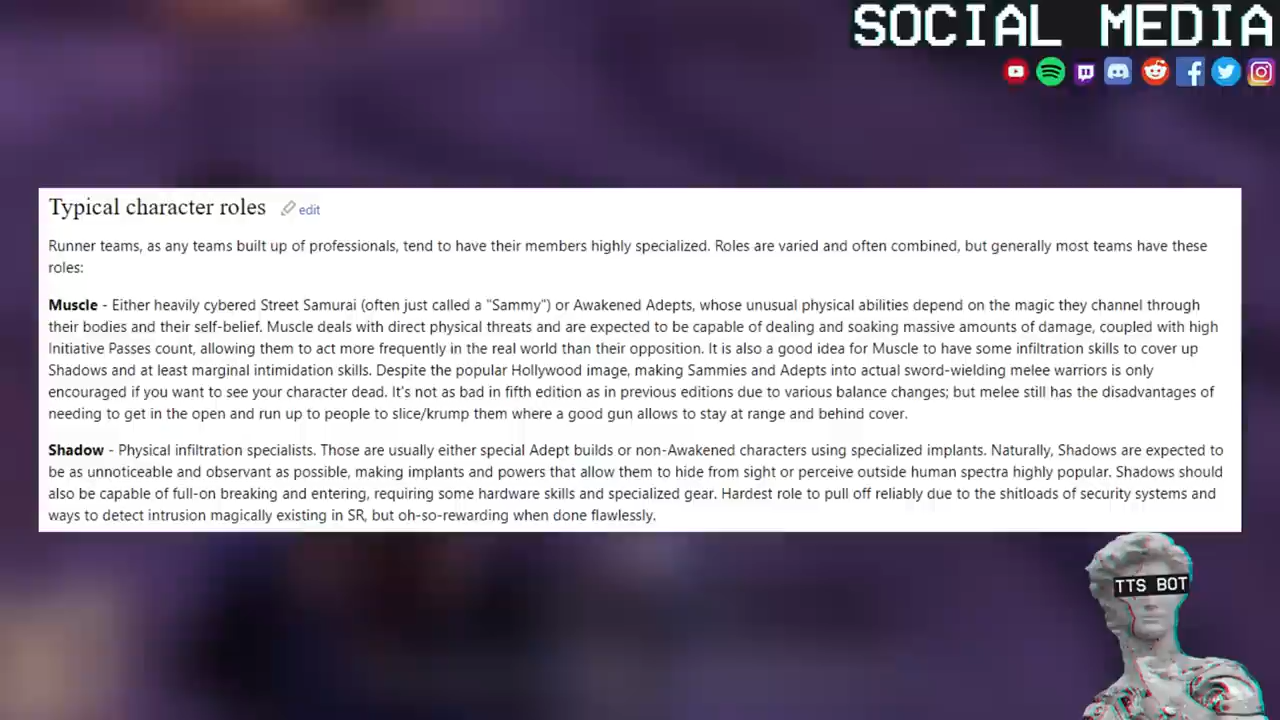 SOCIAL MEDIA
Typical character roles edit
Runner teams, as any teams built up of professionals, tend to have their members highly specialized. Roles are varied and often combined, but generally most teams have these
roles:
Muscle - Either heavily cybered Street Samurai (often just called a "Sammy") or Awakened Adepts, whose unusual physical abilities depend on the magic they channel through
their bodies and their self-belief. Muscle deals with direct physical threats and are expected to be capable of dealing and soaking massive amounts of damage, coupled with high
Initiative Passes count, allowing them to act more frequently in the real world than their opposition. It is also a good idea for Muscle to have some infiltration skills to cover up
Shadows and at least marginal intimidation skills. Despite the popular Hollywood image, making Sammies and Adepts into actual sword-wielding melee warriors is only
encouraged if you want to see your character dead. It's not as bad in fifth edition as in previous editions due to various balance changes; but melee still has the disadvantages of
needing to get in the open and run up to people to slice/krump them where a good gun allows to stay at range and behind cover.
Shadow - Physical infiltration specialists. Those are usually either special Adept builds or non-Awakened characters using specialized implants. Naturally, Shadows are expected to
be as unnoticeable and observant as possible, making implants and powers that allow them to hide from sight or perceive outside human spectra highly popular. Shadows should
also be capable of full-on breaking and entering, requiring some hardware skills and specialized gear. Hardest role to pull off reliably due to the shitloads of security systems and
ways to detect intrusion magically existing in SR, but oh-so-rewarding when done flawlessly.
TTS BOT